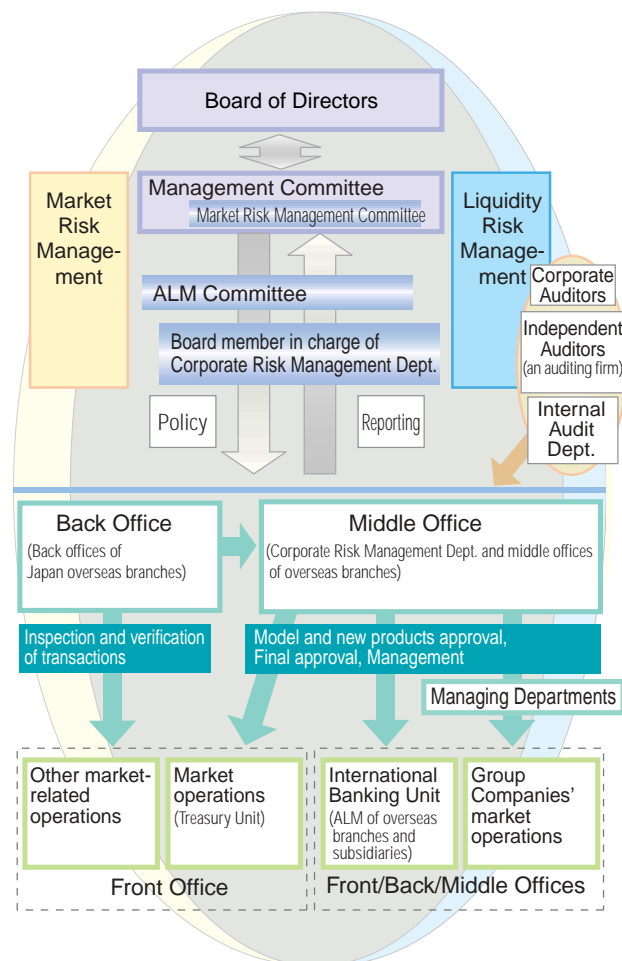 Board of Directors
Management Committee
Market Risk Management Committee
Market
Risk
Manage-
ment
Liquidity
Risk
Manage-
ment
Corporate
Auditors
Independent
Auditors
(an auditing firm)
Internal
Audit
Dept.
ALM Committee
Board member in charge of
Corporate Risk Management Dept.
Policy
Reporting
Back Office
(Back offices of
Japan overseas branches)
Middle Office
(Corporate Risk Management Dept. and middle offices
of overseas branches)
Inspection and verification
of transactions
Model and new products approval,
Final approval, Management
Managing Departments
Other market-
related
operations
Market
operations
(Treasury Unit)
International
Banking Unit
(ALM of overseas
branches and
subsidiaries)
Group
Companies’
market
operations
Front Office
Front/Back/Middle Offices